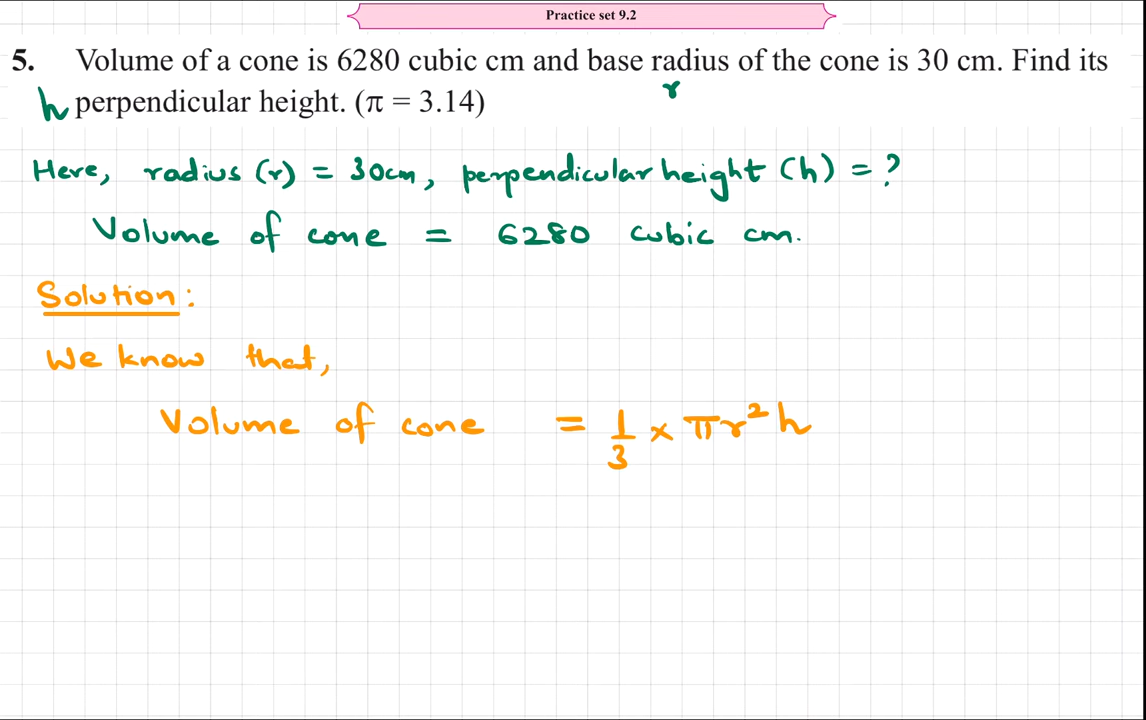 Practice set 9.2
5. Volume of a cone is 6280 cubic cm and base radius of the cone is 30 cm. Find its
r
h perpendicular height. (π = 3.14)
Here, radius (r) = 30cm, perpendicular height (h) = ?
Volume of cone = 6280 cubic cm.
Solution:
We know that,
Volume of cone = 1/3 × πr²h